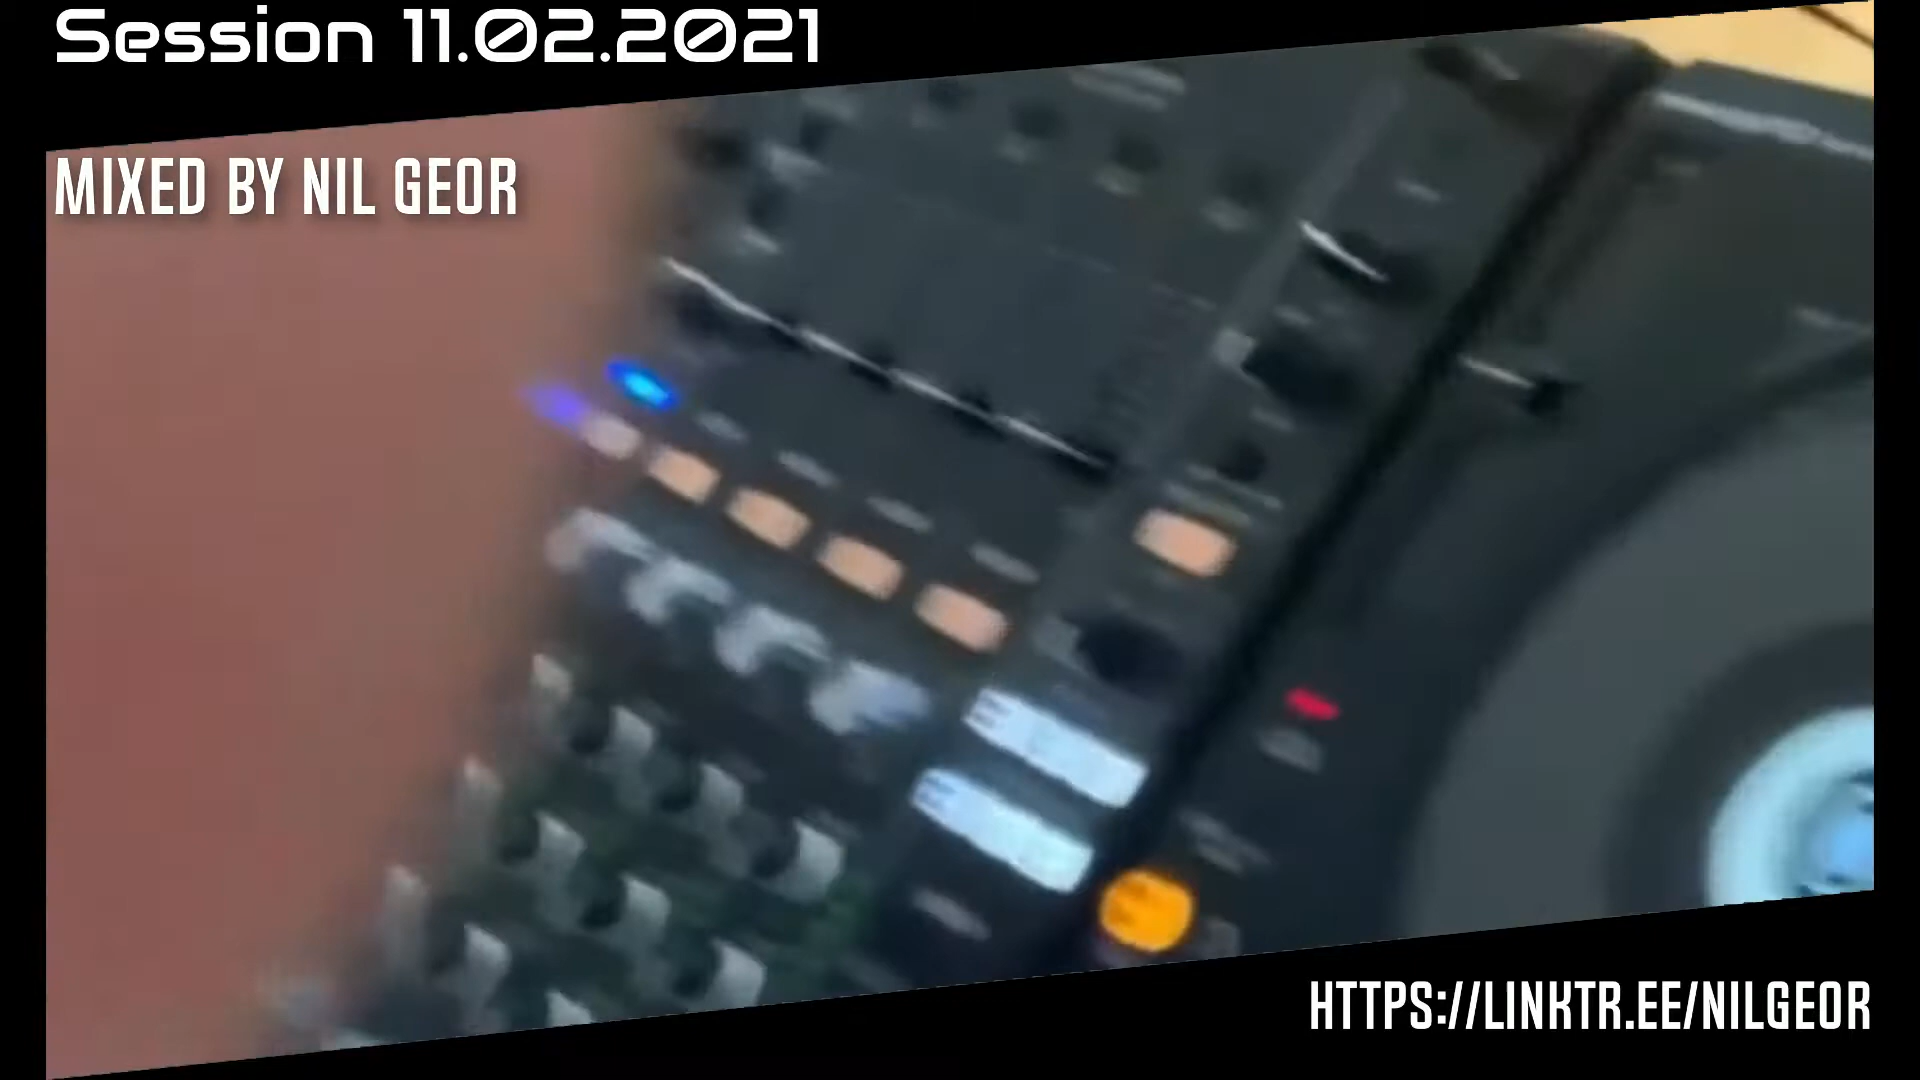 Session 11.02.2021
MIXED BY NIL GEOR
HTTPS://LINKTR.EE/NILGEOR